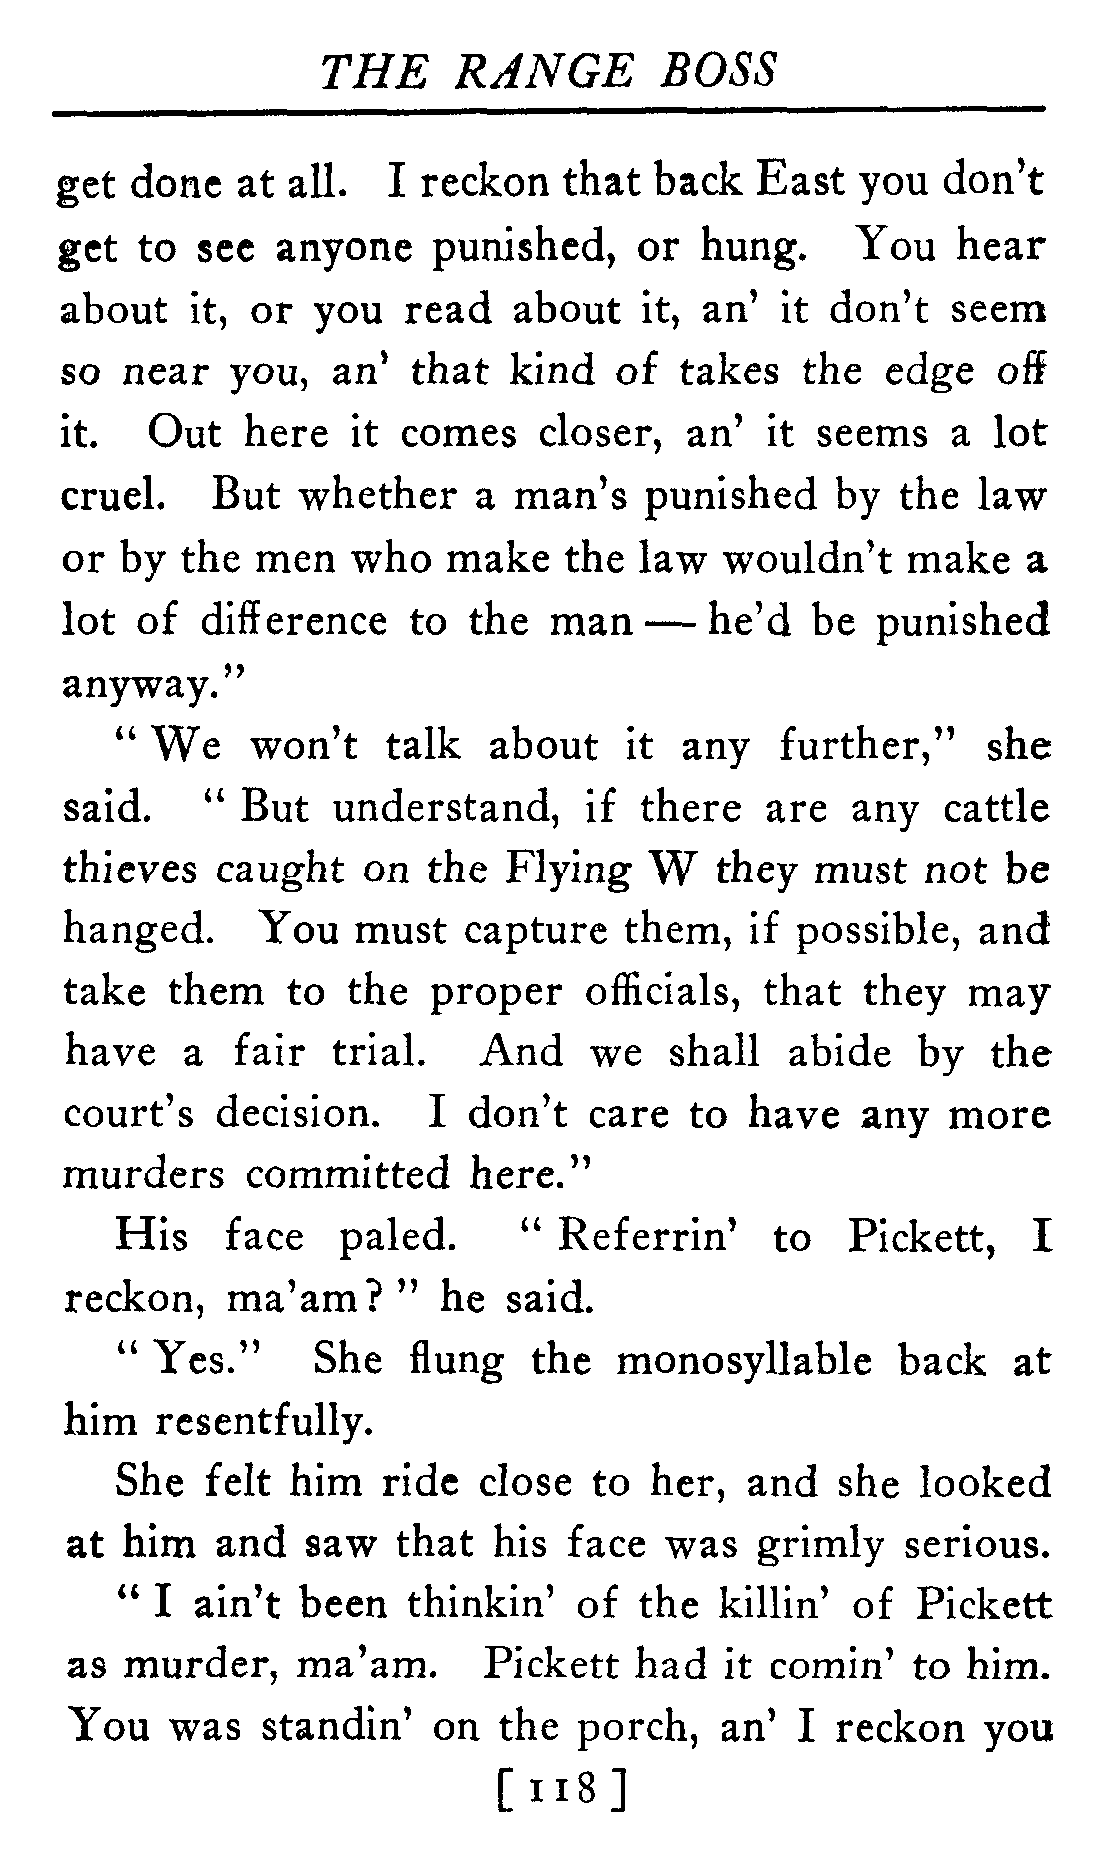 THE RANGE BOSS
get done at all. I reckon that back East you don't
get to see anyone punished, or hung. You hear
about it, or you read about it, an' it don't seem
so near you, an' that kind of takes the edge off
it. Out here it comes closer, an' it seems a lot
cruel. But whether a man's punished by the law
or by the men who make the law wouldn't make a
lot of difference to the man — he'd be punished
anyway."
" We won't talk about it any further," she
said. " But understand, if there are any cattle
thieves caught on the Flying W they must not be
hanged. You must capture them, if possible, and
take them to the proper officials, that they may
have a fair trial. And we shall abide by the
court's decision. I don't care to have any more
murders committed here."
His face paled. " Referrin' to Pickett, I
reckon, ma'am? " he said.
" Yes." She flung the monosyllable back at
him resentfully.
She felt him ride close to her, and she looked
at him and saw that his face was grimly serious.
" I ain't been thinkin' of the killin' of Pickett
as murder, ma'am. Pickett had it comin' to him.
You was standin' on the porch, an' I reckon you
[ 118 ]